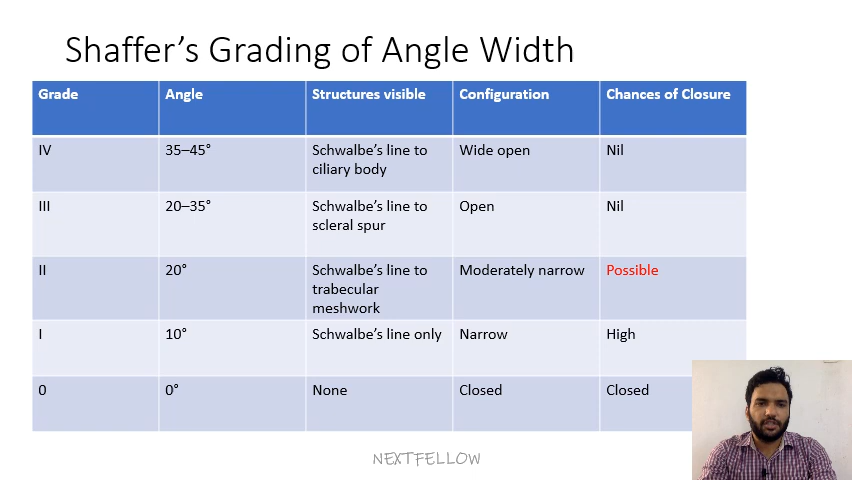 Shaffer’s Grading of Angle Width
Grade Angle Structures visible Configuration Chances of Closure
IV 35–45° Schwalbe’s line to Wide open Nil
ciliary body
III 20–35° Schwalbe’s line to Open Nil
scleral spur
II 20° Schwalbe’s line to Moderately narrow Possible
trabecular
meshwork
I 10° Schwalbe’s line only Narrow High
0 0° None Closed Closed
NEXTFELLOW